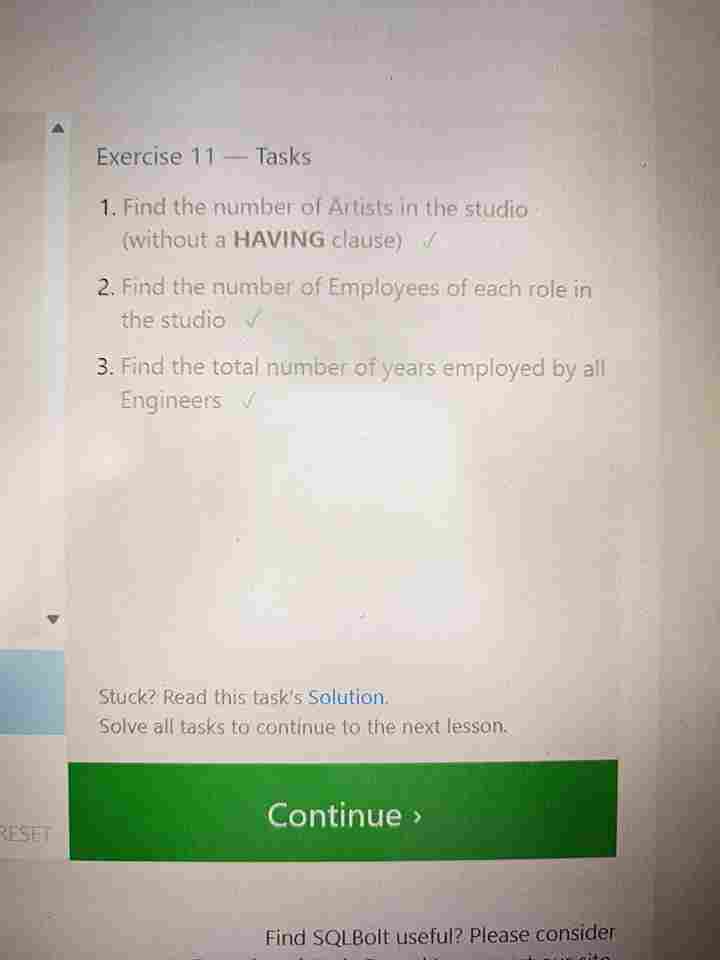 Exercise 11 — Tasks
1. Find the number of Artists in the studio
(without a HAVING clause) ✓
2. Find the number of Employees of each role in
the studio ✓
3. Find the total number of years employed by all
Engineers ✓
Stuck? Read this task's Solution.
Solve all tasks to continue to the next lesson.
Continue ›
RESET
Find SQLBolt useful? Please consider